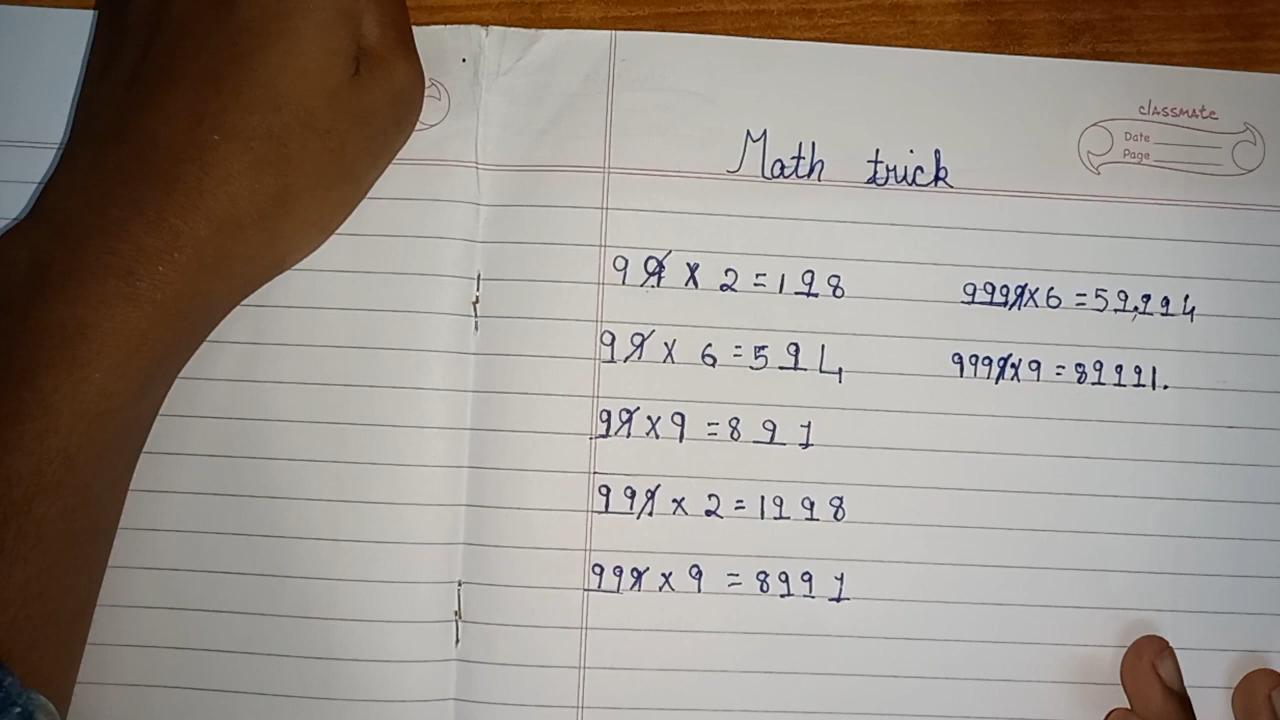 classmate
Date
Page
Math trick
99 x 2 = 198
99 x 6 = 594
99 x 9 = 891
999 x 2 = 1998
999 x 9 = 8991
9999 x 6 = 59,994
9999 x 9 = 89991.